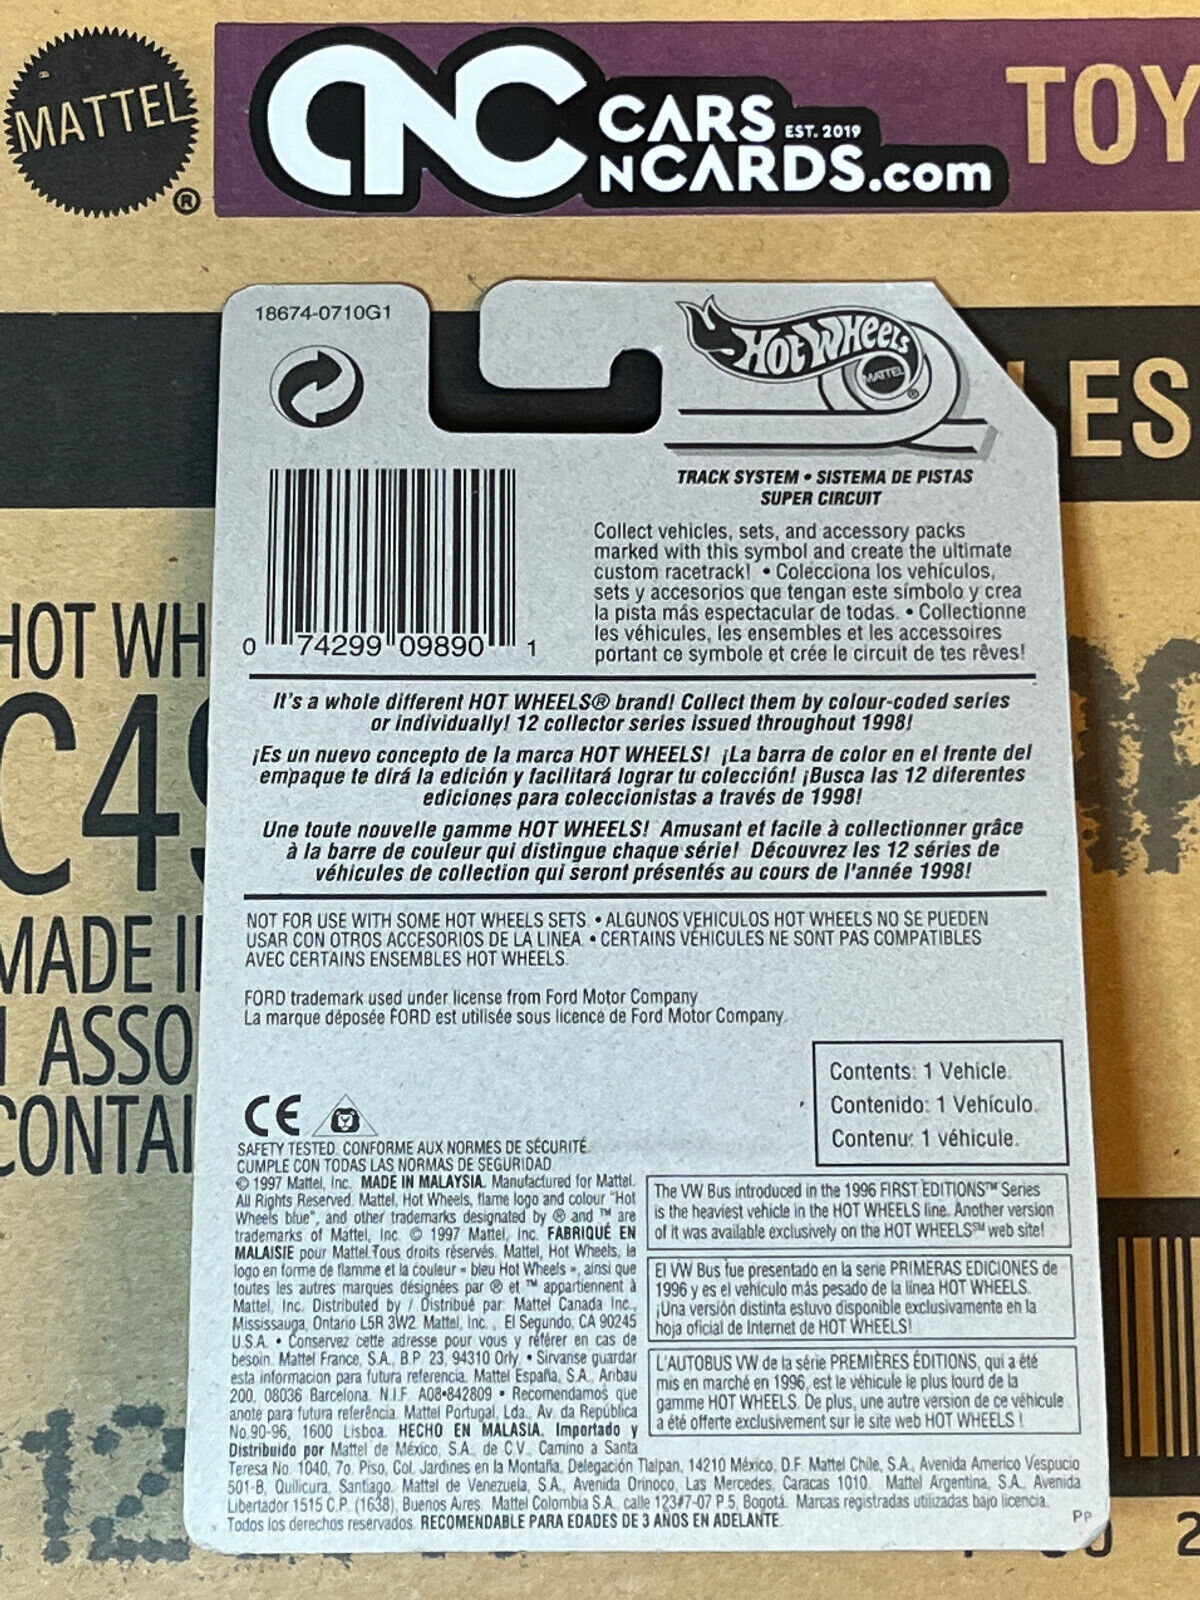 MATTEL
®
CNC
CARS
EST. 2019
NCARDS.com
TOY
ES
HOT WH
C4
MADE I
ASSO
CONTAI
12
18674-0710G1
HOT WHEELS
MATTEL
®
TRACK SYSTEM • SISTEMA DE PISTAS
SUPER CIRCUIT
Collect vehicles, sets, and accessory packs
marked with this symbol and create the ultimate
custom racetrack! • Colecciona los vehículos,
sets y accesorios que tengan este símbolo y crea
la pista más espectacular de todas. • Collectionne
les véhicules, les ensembles et les accessoires
portant ce symbole et crée le circuit de tes rêves!
0 74299 09890 1
It's a whole different HOT WHEELS® brand! Collect them by colour-coded series
or individually! 12 collector series issued throughout 1998!
¡Es un nuevo concepto de la marca HOT WHEELS! ¡La barra de color en el frente del
empaque te dirá la edición y facilitará lograr tu colección! ¡Busca las 12 diferentes
ediciones para coleccionistas a través de 1998!
Une toute nouvelle gamme HOT WHEELS! Amusant et facile à collectionner grâce
à la barre de couleur qui distingue chaque série! Découvrez les 12 séries de
véhicules de collection qui seront présentés au cours de l'année 1998!
NOT FOR USE WITH SOME HOT WHEELS SETS. • ALGUNOS VEHICULOS HOT WHEELS NO SE PUEDEN
USAR CON OTROS ACCESORIOS DE LA LINEA. • CERTAINS VÉHICULES NE SONT PAS COMPATIBLES
AVEC CERTAINS ENSEMBLES HOT WHEELS.
FORD trademark used under license from Ford Motor Company
La marque déposée FORD est utilisée sous licence de Ford Motor Company.
Contents: 1 Vehicle.
Contenido: 1 Vehículo.
Contenu: 1 véhicule.
CE
SAFETY TESTED. CONFORME AUX NORMES DE SÉCURITÉ.
CUMPLE CON TODAS LAS NORMAS DE SEGURIDAD
© 1997 Mattel, Inc. MADE IN MALAYSIA. Manufactured for Mattel.
All Rights Reserved. Mattel, Hot Wheels, flame logo and colour "Hot
Wheels blue", and other trademarks designated by ® and ™ are
trademarks of Mattel, Inc. © 1997 Mattel, Inc. FABRIQUÉ EN
MALAISIE pour Mattel.Tous droits réservés. Mattel, Hot Wheels, le
logo en forme de flamme et la couleur « bleu Hot Wheels », ainsi que
toutes les autres marques désignées par ® et ™ appartiennent à
Mattel, Inc. Distributed by / Distribué par: Mattel Canada Inc.,
Mississauga, Ontario L5R 3W2. Mattel, Inc., El Segundo, CA 90245
U.S.A. • Conservez cette adresse pour vous y référer en cas de
besoin. Mattel France, S.A., B.P. 23, 94310 Orly. • Sirvanse guardar
esta informacion para futura referencia. Mattel España, S.A., Aribau
200, 08036 Barcelona. N.I.F. A08-842809 • Recomendamos que
anote para futura referência. Mattel Portugal, Lda., Av. da República
No.90-96, 1600 Lisboa. HECHO EN MALASIA. Importado y
Distribuido por Mattel de México, S.A., de C.V., Camino a Santa
Teresa No. 1040, 7o. Piso, Col. Jardines en la Montaña, Delegación Tlalpan, 14210 México, D.F. Mattel Chile, S.A., Avenida Americo Vespucio
501-B, Quilicura, Santiago. Mattel de Venezuela, S.A., Avenida Orinoco, Las Mercedes, Caracas 1010. Mattel Argentina, S.A., Avenida
Libertador 1515 C.P. (1638), Buenos Aires. Mattel Colombia S.A., calle 123#7-07 P.5, Bogotá. Marcas registradas utilizadas bajo licencia.
Todos los derechos reservados. RECOMENDABLE PARA EDADES DE 3 AÑOS EN ADELANTE.
The VW Bus introduced in the 1996 FIRST EDITIONS™ Series
is the heaviest vehicle in the HOT WHEELS line. Another version
of it was available exclusively on the HOT WHEELS℠ web site!
El VW Bus fue presentado en la serie PRIMERAS EDICIONES de
1996 y es el vehículo más pesado de la línea HOT WHEELS.
¡Una versión distinta estuvo disponible exclusivamente en la
hoja oficial de Internet de HOT WHEELS!
L'AUTOBUS VW de la série PREMIÈRES ÉDITIONS, qui a été
mis en marché en 1996, est le véhicule le plus lourd de la
gamme HOT WHEELS. De plus, une autre version de ce véhicule
a été offerte exclusivement sur le site web HOT WHEELS !
PP
2